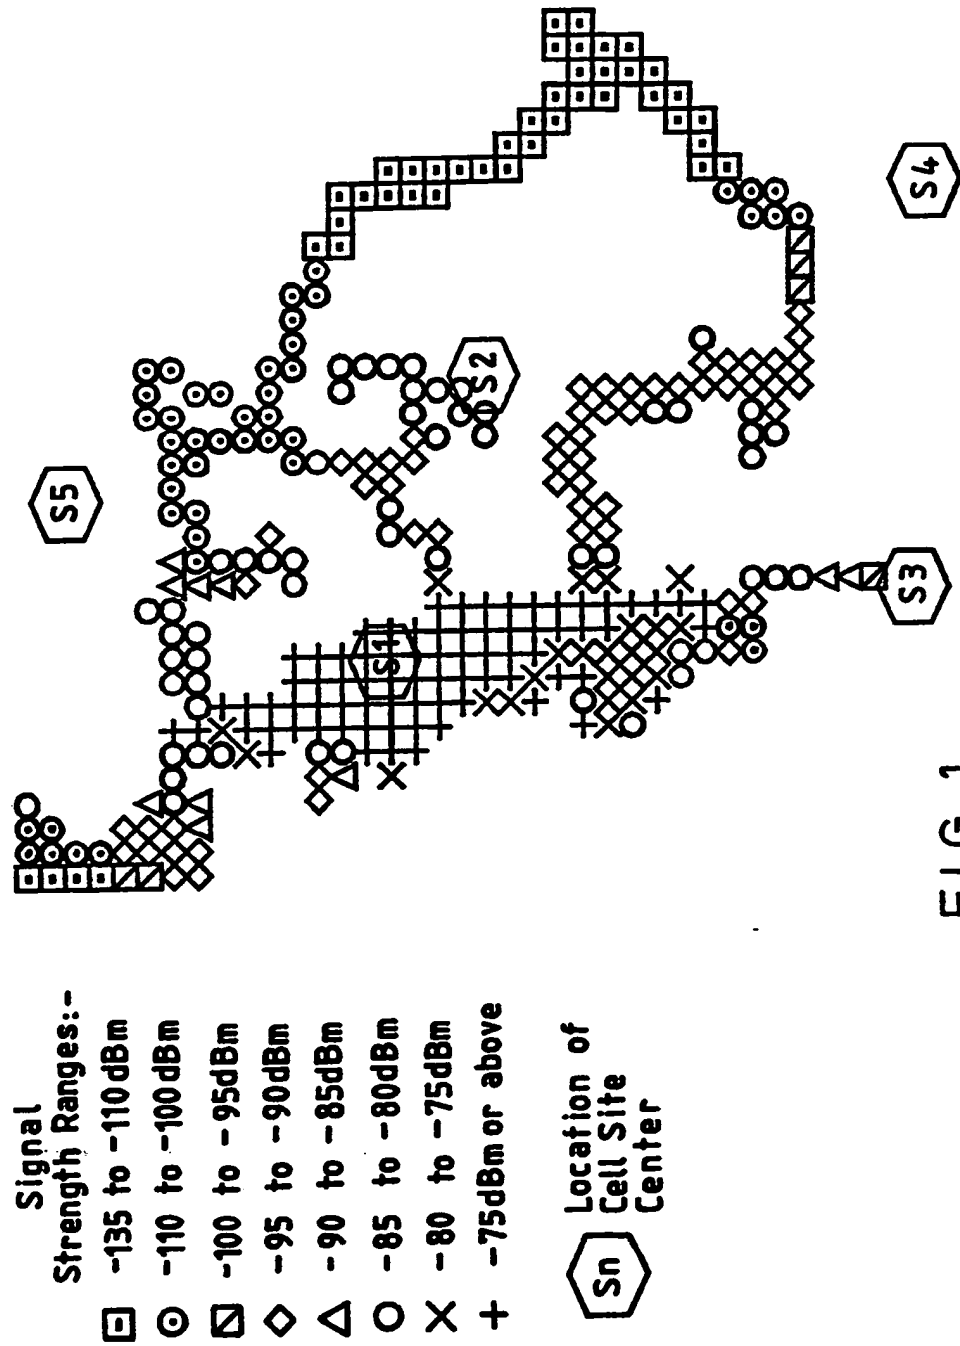 Signal
Strength Ranges:-
-135 to -110dBm
-110 to -100dBm
-100 to -95dBm
-95 to -90dBm
-90 to -85dBm
-85 to -80dBm
-80 to -75dBm
-75dBm or above
Sn
Location of
Cell Site
Center
S5
S1
S2
S3
S4
FIG 1